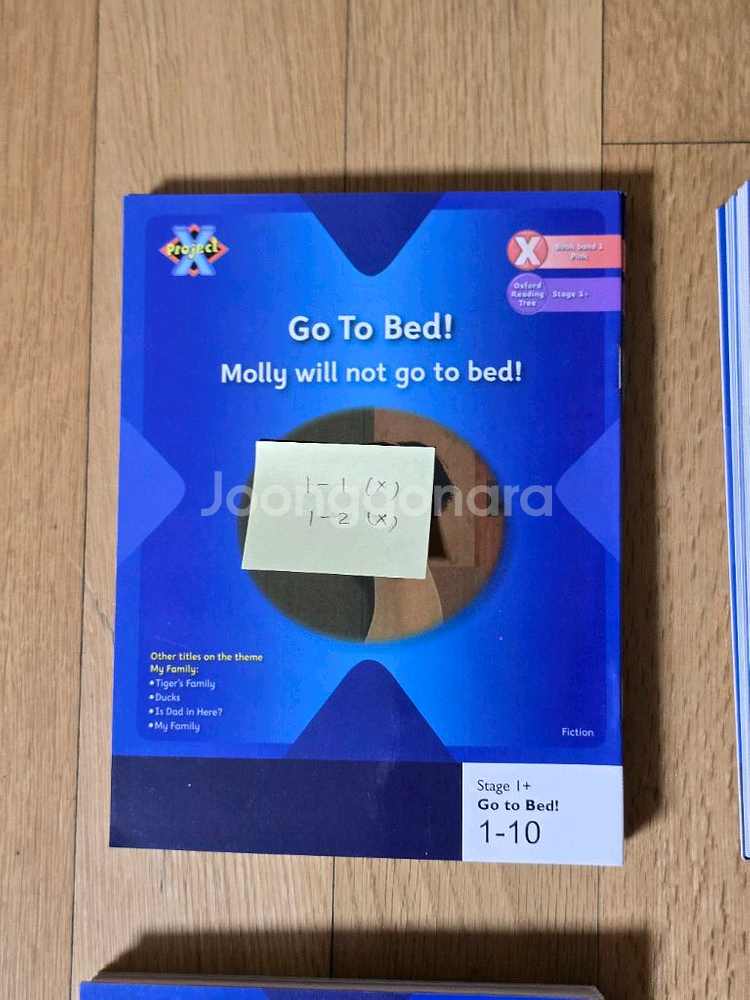 Project X
X Book band 1
Pink
Oxford
Reading
Tree
Stage 1+
Go To Bed!
Molly will not go to bed!
Joonggonara
1-1 (x)
1-2 (x)
Other titles on the theme
My Family:
• Tiger's Family
• Ducks
• Is Dad in Here?
• My Family
Fiction
Stage 1+
Go to Bed!
1-10